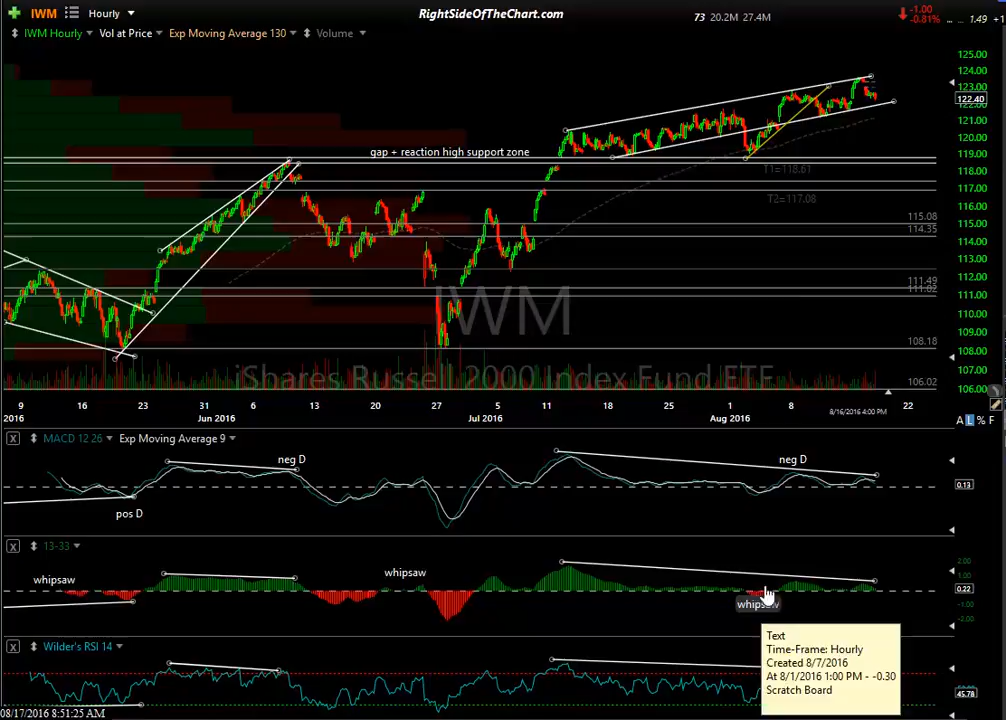 IWM Hourly RightSideOfTheChart.com 73 20.2M 27.4M -1.00
-0.81% ... ... 1.49 +1
IWM Hourly Vol at Price Exp Moving Average 130 Volume
125.00
124.00
123.00
122.40
121.00
120.00
gap + reaction high support zone
119.00
T1=118.61
118.00
117.00
T2=117.08
116.00
115.08
115.00
114.35
114.00
113.00
112.00
111.49
111.02
111.00
IWM
110.00
109.00
108.18
108.00
107.00
iShares Russell 2000 Index Fund ETF
106.02
106.00
9 16 23 31 6 13 20 27 11 18 25 1 8 8/16/2016 4:00 PM 22
2016 Jun 2016 Jul 2016 Aug 2016
A L % F
X MACD 12 26 Exp Moving Average 9
neg D neg D
0.13
pos D
X 13-33
2.00
whipsaw whipsaw
1.00
0.22
whipsaw
-1.00
-2.00
Text
Time-Frame: Hourly
Created 8/7/2016
At 8/1/2016 1:00 PM - -0.30
Scratch Board
X Wilder's RSI 14
45.78
08/17/2016 8:51:25 AM